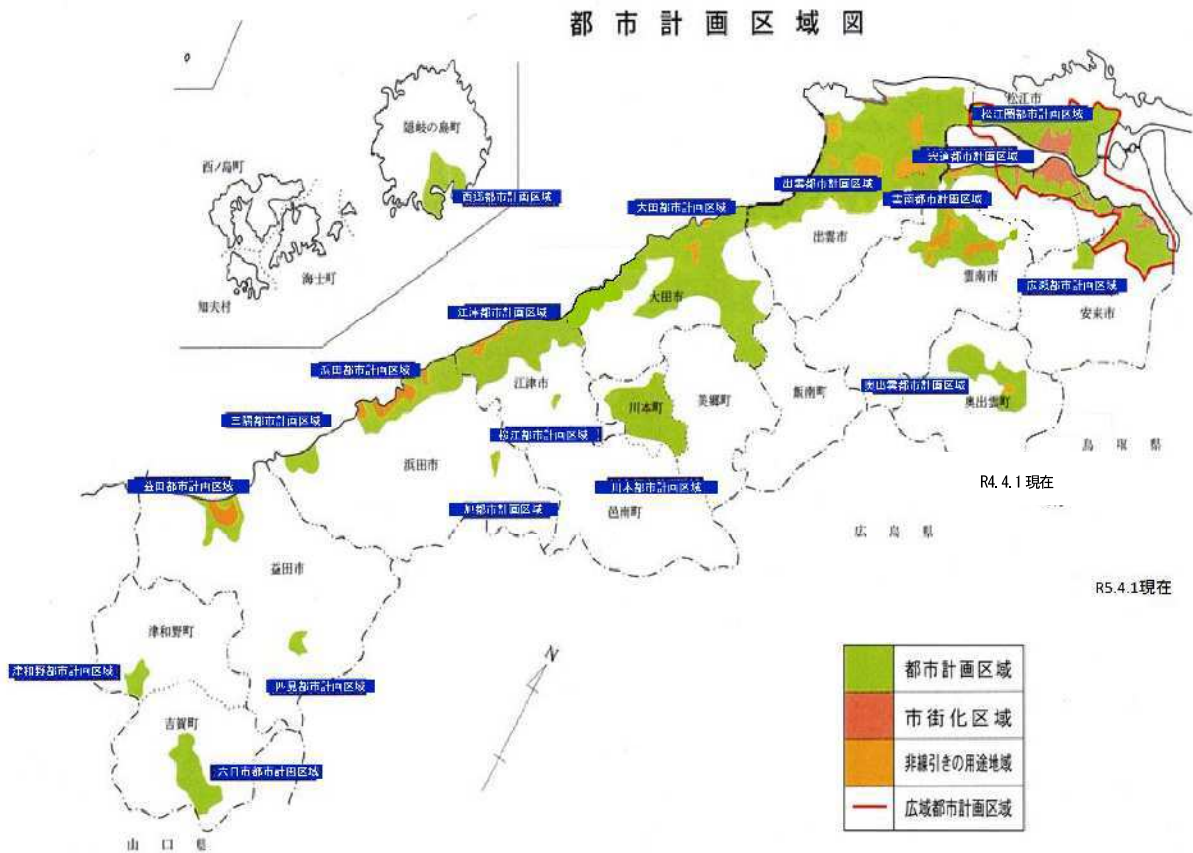 都市計画区域図
松江市
松江圏都市計画区域
隠岐の島町
西ノ島町
宍道都市計画区域
西郷都市計画区域
出雲都市計画区域
雲南都市計画区域
大田都市計画区域
出雲市
海士町
雲南市
知夫村
広瀬都市計画区域
大田市
安来市
江津都市計画区域
浜田都市計画区域
江津市
飯南町
奥出雲都市計画区域
美郷町
川本町
奥出雲町
三隅都市計画区域
桜江都市計画区域
鳥取県
浜田市
R4.4.1現在
益田都市計画区域
川本都市計画区域
旭都市計画区域
邑南町
広島県
益田市
R5.4.1現在
津和野町
N
津和野都市計画区域
匹見都市計画区域
吉賀町
六日市都市計画区域
山口県
都市計画区域
市街化区域
非線引きの用途地域
広域都市計画区域